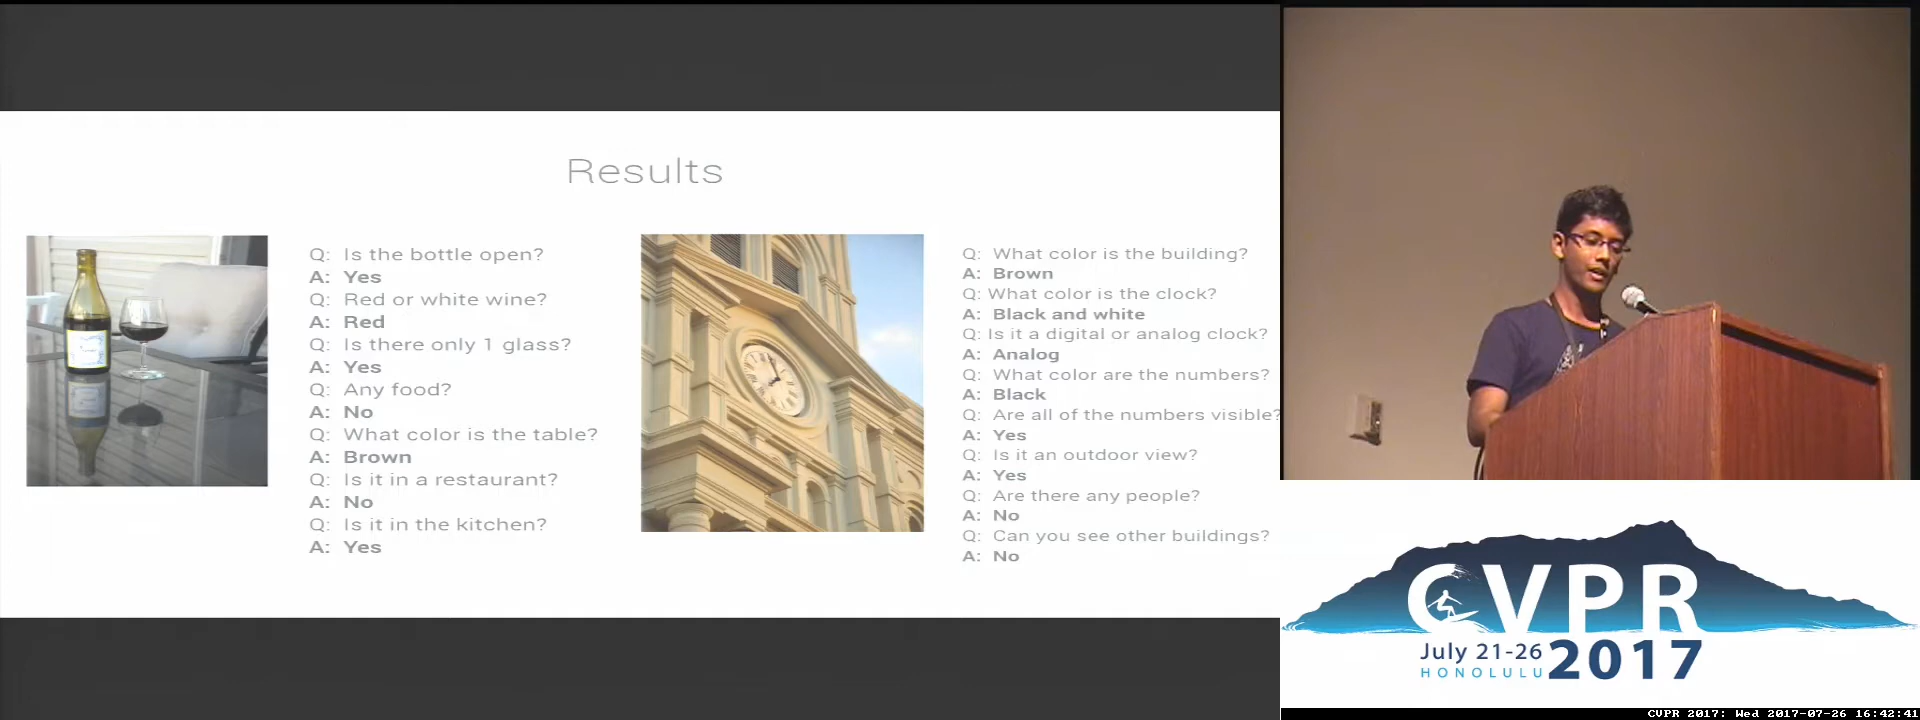 Results
Q: Is the bottle open?
A: Yes
Q: Red or white wine?
A: Red
Q: Is there only 1 glass?
A: Yes
Q: Any food?
A: No
Q: What color is the table?
A: Brown
Q: Is it in a restaurant?
A: No
Q: Is it in the kitchen?
A: Yes
Q: What color is the building?
A: Brown
Q: What color is the clock?
A: Black and white
Q: Is it a digital or analog clock?
A: Analog
Q: What color are the numbers?
A: Black
Q: Are all of the numbers visible?
A: Yes
Q: Is it an outdoor view?
A: Yes
Q: Are there any people?
A: No
Q: Can you see other buildings?
A: No
CVPR
July 21-26
HONOLULU
2017
CVPR 2017: Wed 2017-07-26 16:42:41